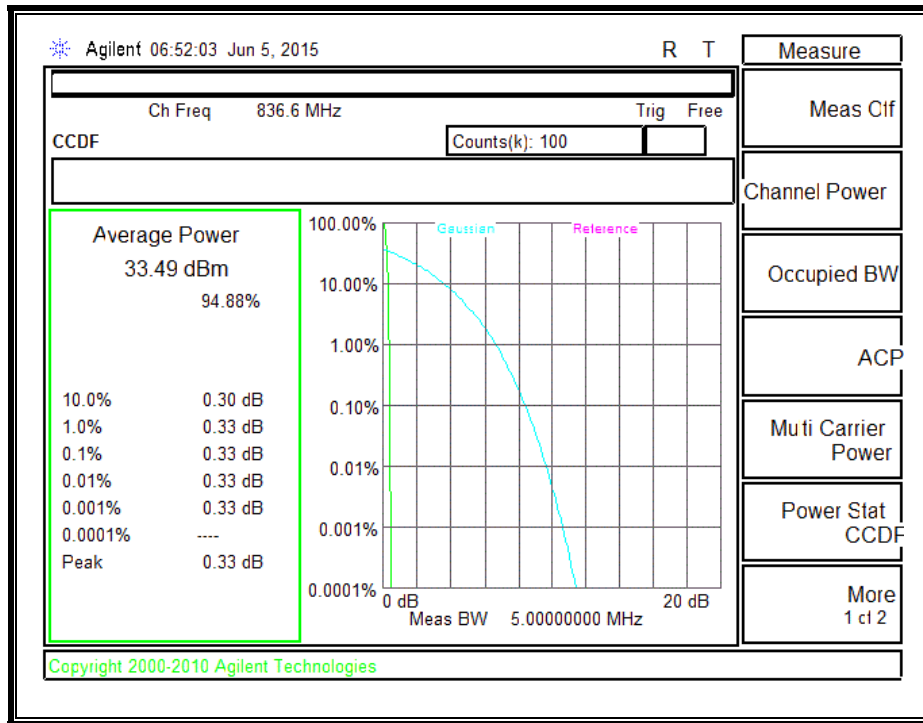 Agilent 06:52:03 Jun 5, 2015 R T
Ch Freq 836.6 MHz Trig Free
CCDF Counts(k): 100
Average Power
33.49 dBm
94.88%
10.0% 0.30 dB
1.0% 0.33 dB
0.1% 0.33 dB
0.01% 0.33 dB
0.001% 0.33 dB
0.0001% ----
Peak 0.33 dB
Gaussian Reference
100.00%
10.00%
1.00%
0.10%
0.01%
0.001%
0.0001%
0 dB 20 dB
Meas BW 5.00000000 MHz
Measure
Meas Off
Channel Power
Occupied BW
ACP
Multi Carrier
Power
Power Stat
CCDF
More
1 of 2
Copyright 2000-2010 Agilent Technologies